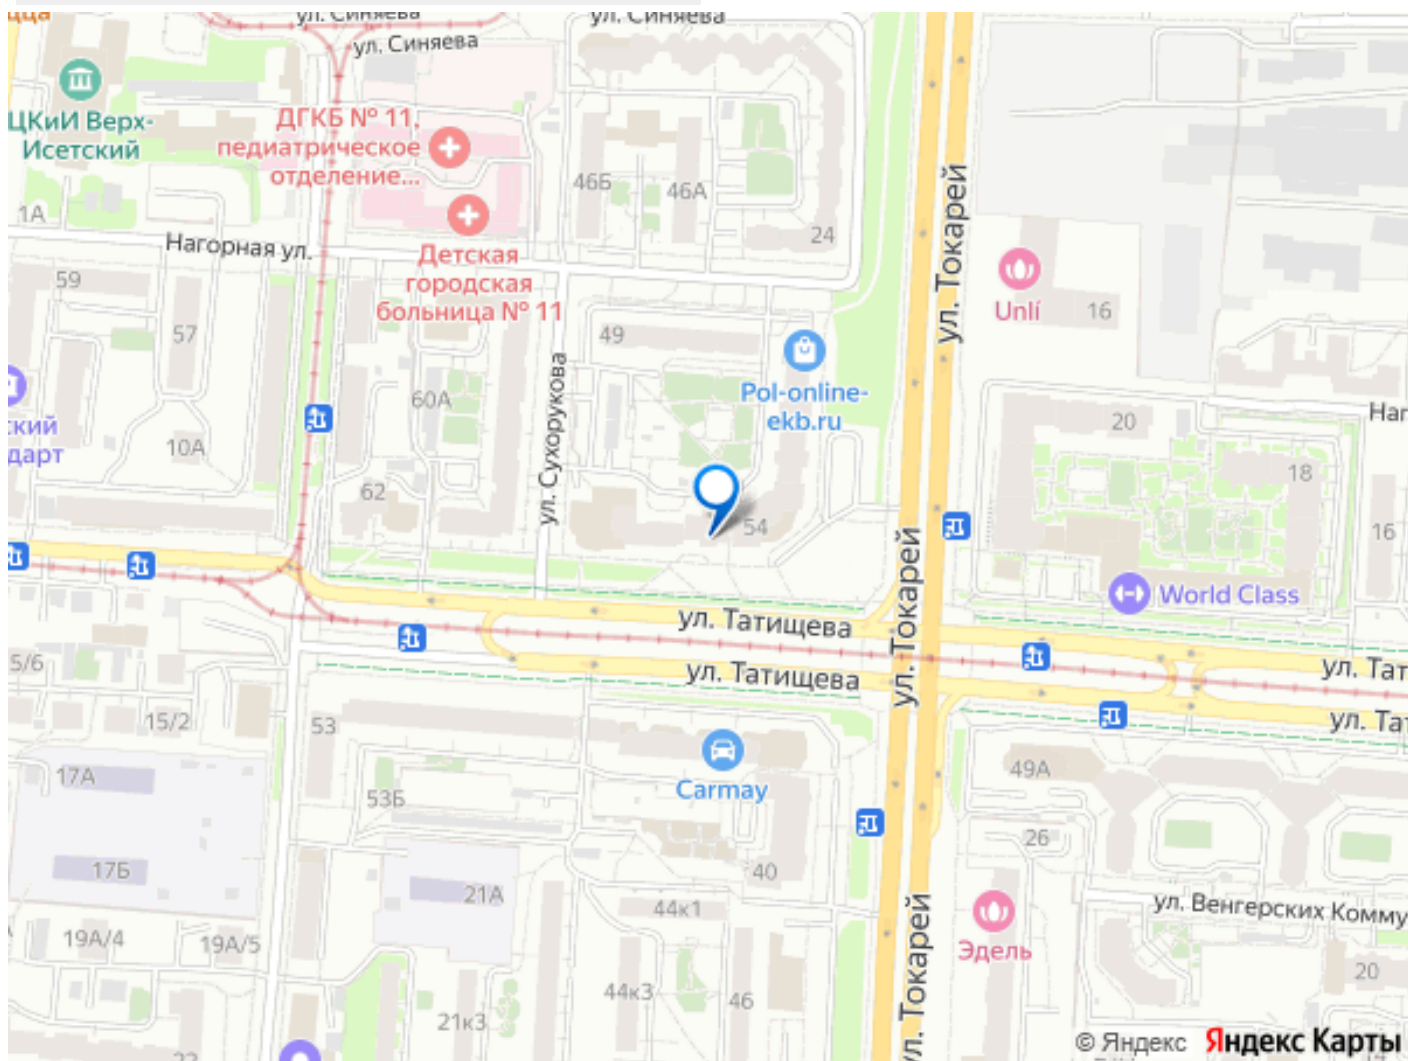 ул. Синяева
ул. Синяева
ул. Синяева
ЦКиИ Верх-
Исетский
ДГКБ № 11,
педиатрическое
отделение...
46Б
46А
24
1А
Нагорная ул.
Детская
городская
больница № 11
ул. Токарей
Unlí
16
59
57
49
Pol-online-
ekb.ru
60А
ул. Сухорукова
20
Наг
ский
дарт
10А
62
54
18
16
World Class
ул. Татищева
ул. Токарей
ул. Татищева
ул. Тат
ул. Тат
5/6
15/2
53
Carmay
49А
17А
53Б
26
17Б
21А
40
44к1
ул. Венгерских Комму
Эдель
19А/4
19А/5
ул. Токарей
44к3
46
20
21к3
© Яндекс
Яндекс Карты